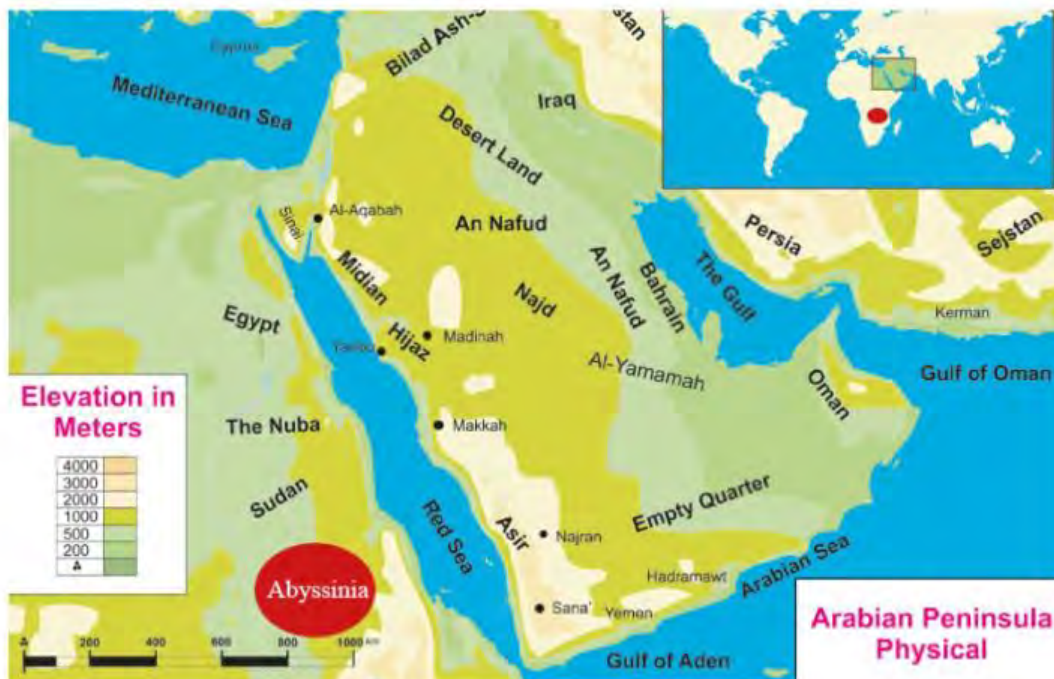 Cyprus
Mediterranean Sea
Bilad Ash-
stan
Iraq
Desert Land
Sinai
Al-Aqabah
An Nafud
Persia
Sejstan
Midian
An Nafud
Bahrain
The Gulf
Najd
Egypt
Hijaz
Madinah
Kerman
Al-Yamamah
Oman
Gulf of Oman
Elevation in
Meters
4000
3000
2000
1000
500
200
The Nuba
Makkah
Sudan
Red Sea
Asir
Najran
Empty Quarter
Hadramawt
Arabian Sea
Abyssinia
Sana'
Yemen
Gulf of Aden
A 200 400 600 800 1000 km
Arabian Peninsula
Physical